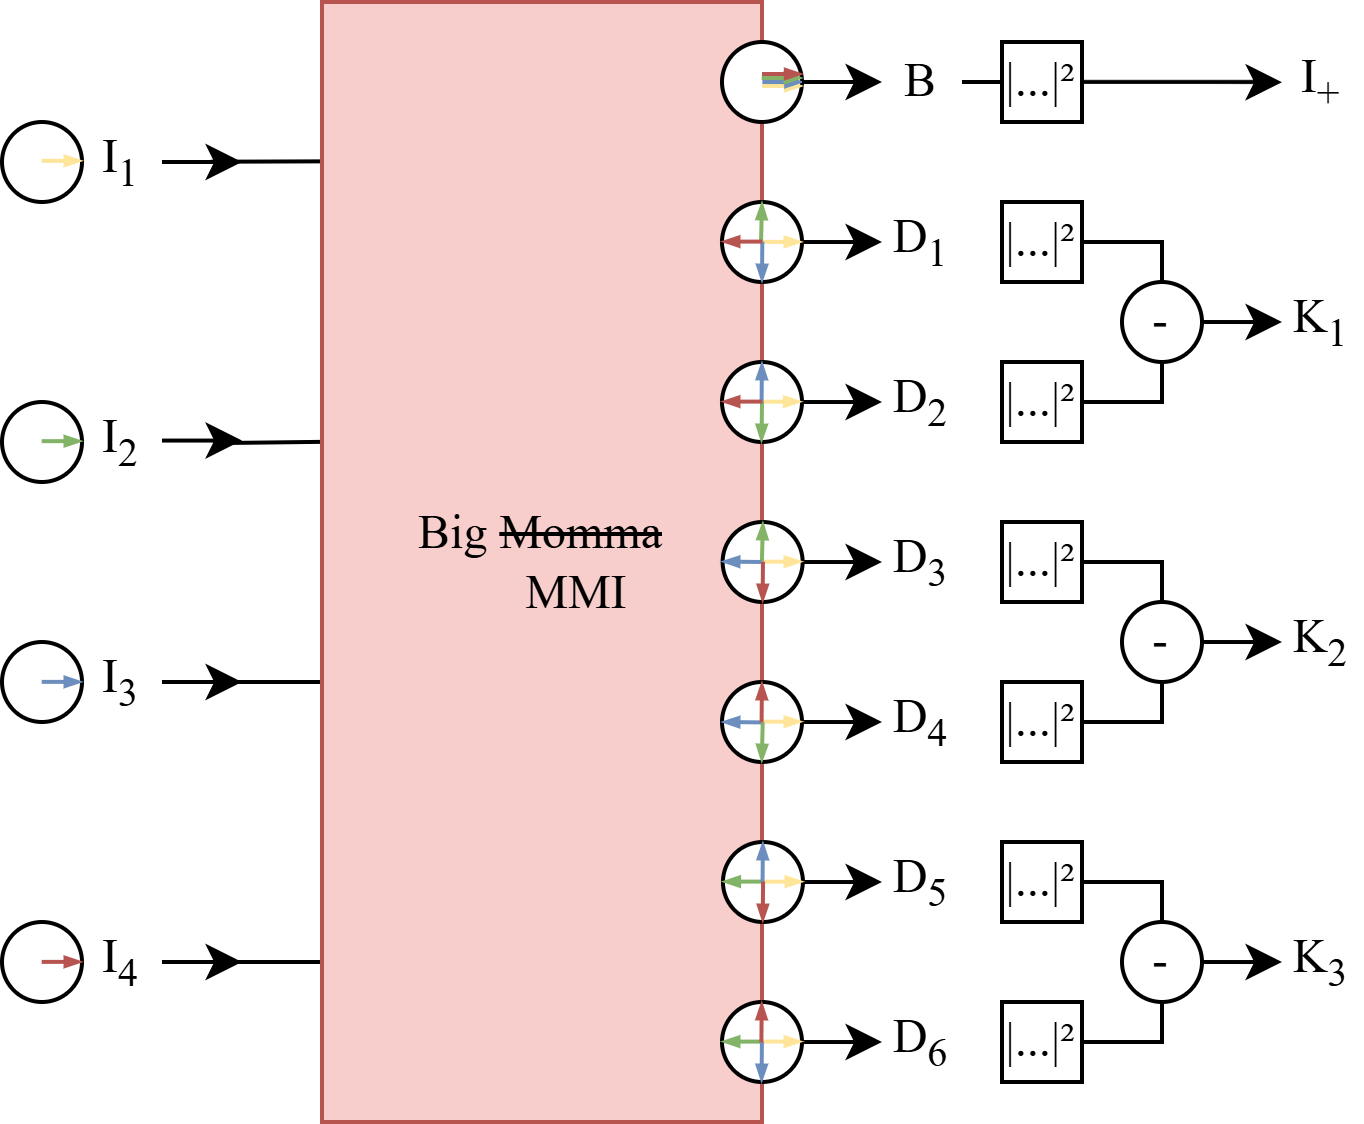 B |...|² I₊
I₁
D₁ |...|²
- K₁
D₂ |...|²
I₂
Big Momma
MMI
D₃ |...|²
- K₂
I₃
D₄ |...|²
D₅ |...|²
I₄
- K₃
D₆ |...|²